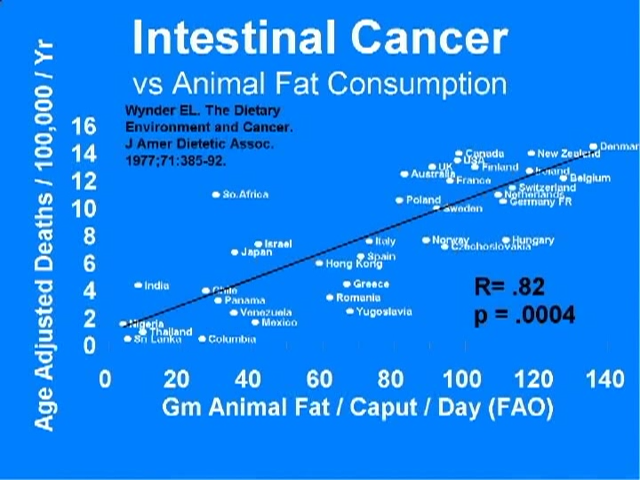 Intestinal Cancer
vs Animal Fat Consumption
Wynder EL. The Dietary
Environment and Cancer.
J Amer Dietetic Assoc.
1977;71:385-92.
Age Adjusted Deaths / 100,000 / Yr
16
14
12
10
8
6
4
2
0
Denmar
Canada
New Zealand
USA
UK
Finland
Ireland
Australia
France
Belgium
Switzerland
So.Africa
Netherlands
Poland
Germany FR
Sweden
Israel
Italy
Norway
Hungary
Japan
Czechoslovakia
Spain
Hong Kong
India
Greece
Chile
Panama
Romania
Venezuela
Yugoslavia
Mexico
Nigeria
Thailand
Sri Lanka
Columbia
R= .82
p = .0004
0 20 40 60 80 100 120 140
Gm Animal Fat / Caput / Day (FAO)